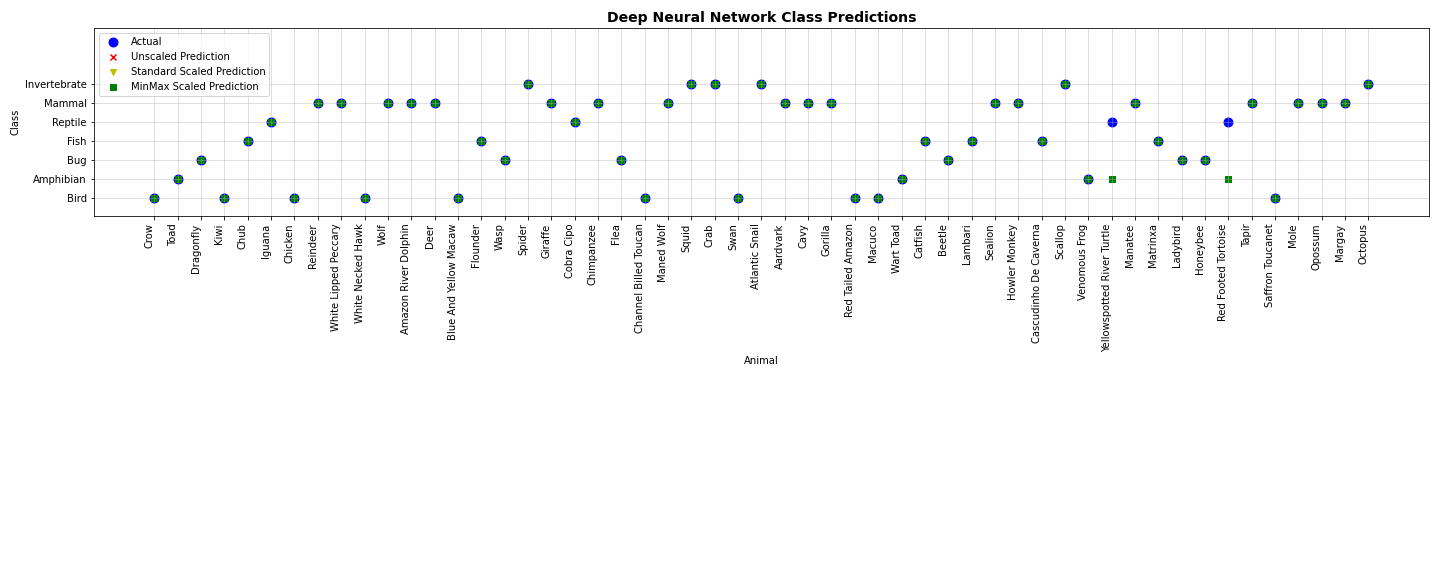 Deep Neural Network Class Predictions
Actual
Unscaled Prediction
Standard Scaled Prediction
MinMax Scaled Prediction
Class
Invertebrate
Mammal
Reptile
Fish
Bug
Amphibian
Bird
Crow
Toad
Dragonfly
Kiwi
Chub
Iguana
Chicken
Reindeer
White Lipped Peccary
White Necked Hawk
Wolf
Amazon River Dolphin
Deer
Blue And Yellow Macaw
Flounder
Wasp
Spider
Giraffe
Cobra Cipo
Chimpanzee
Flea
Channel Billed Toucan
Maned Wolf
Squid
Crab
Swan
Atlantic Snail
Aardvark
Cavy
Gorilla
Red Tailed Amazon
Macuco
Wart Toad
Catfish
Beetle
Lambari
Sealion
Howler Monkey
Cascudinho De Caverna
Scallop
Venomous Frog
Yellowspotted River Turtle
Manatee
Matrinxa
Ladybird
Honeybee
Red Footed Tortoise
Tapir
Saffron Toucanet
Mole
Opossum
Margay
Octopus
Animal